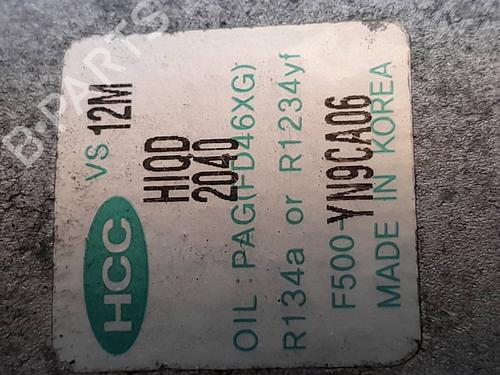 HCC
VS 12M
HIQD
2040
OIL : PAG(FD46XG)
R134a or R1234yf
F500-YN9CA06
MADE IN KOREA
B-PARTS